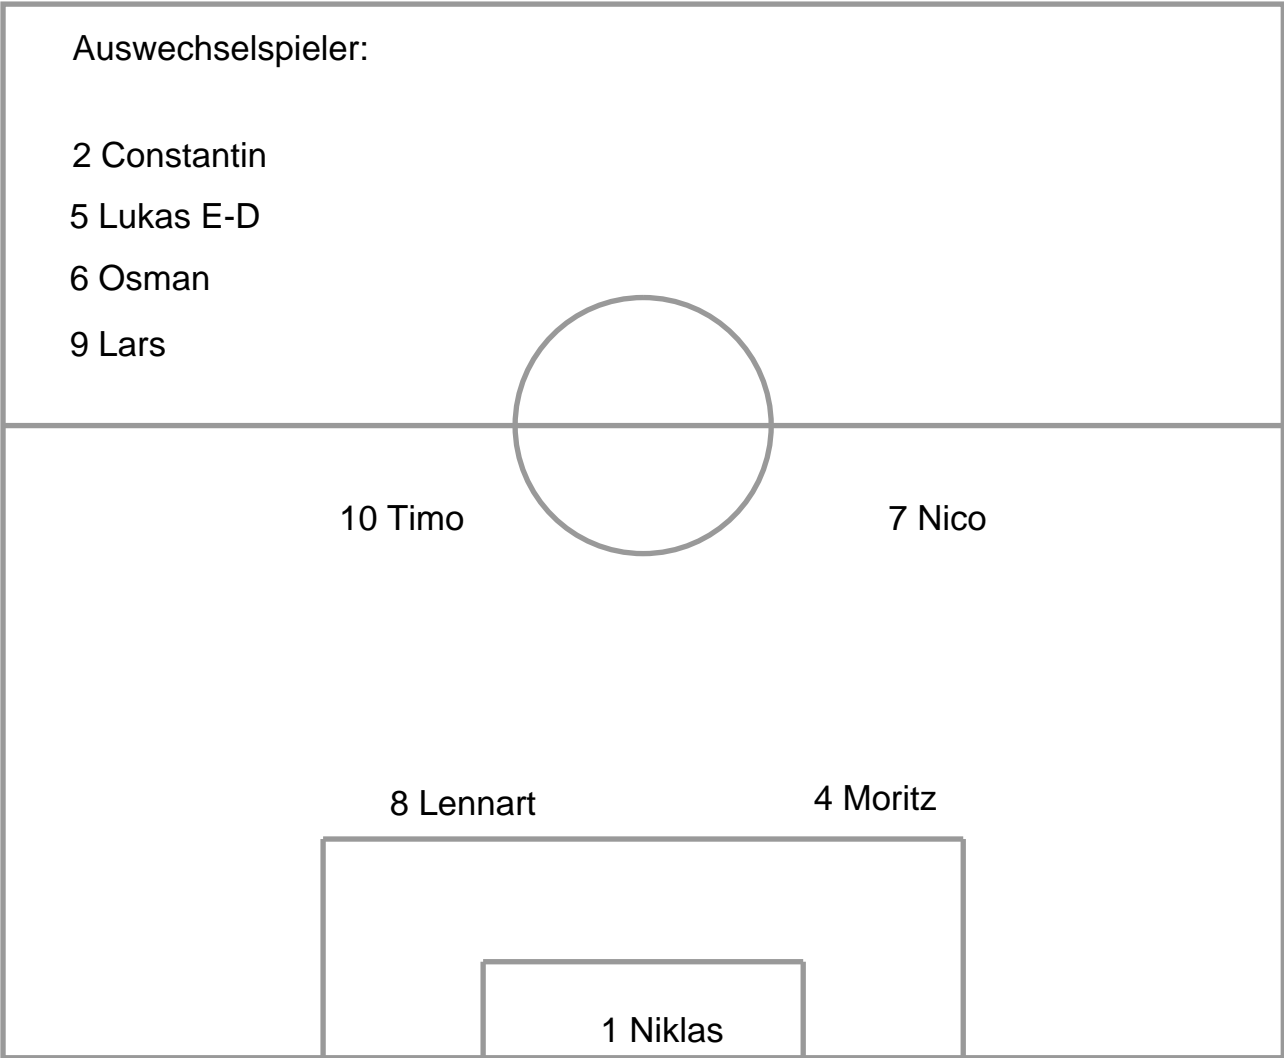 Auswechselspieler:
2 Constantin
5 Lukas E-D
6 Osman
9 Lars
10 Timo
7 Nico
8 Lennart
4 Moritz
1 Niklas